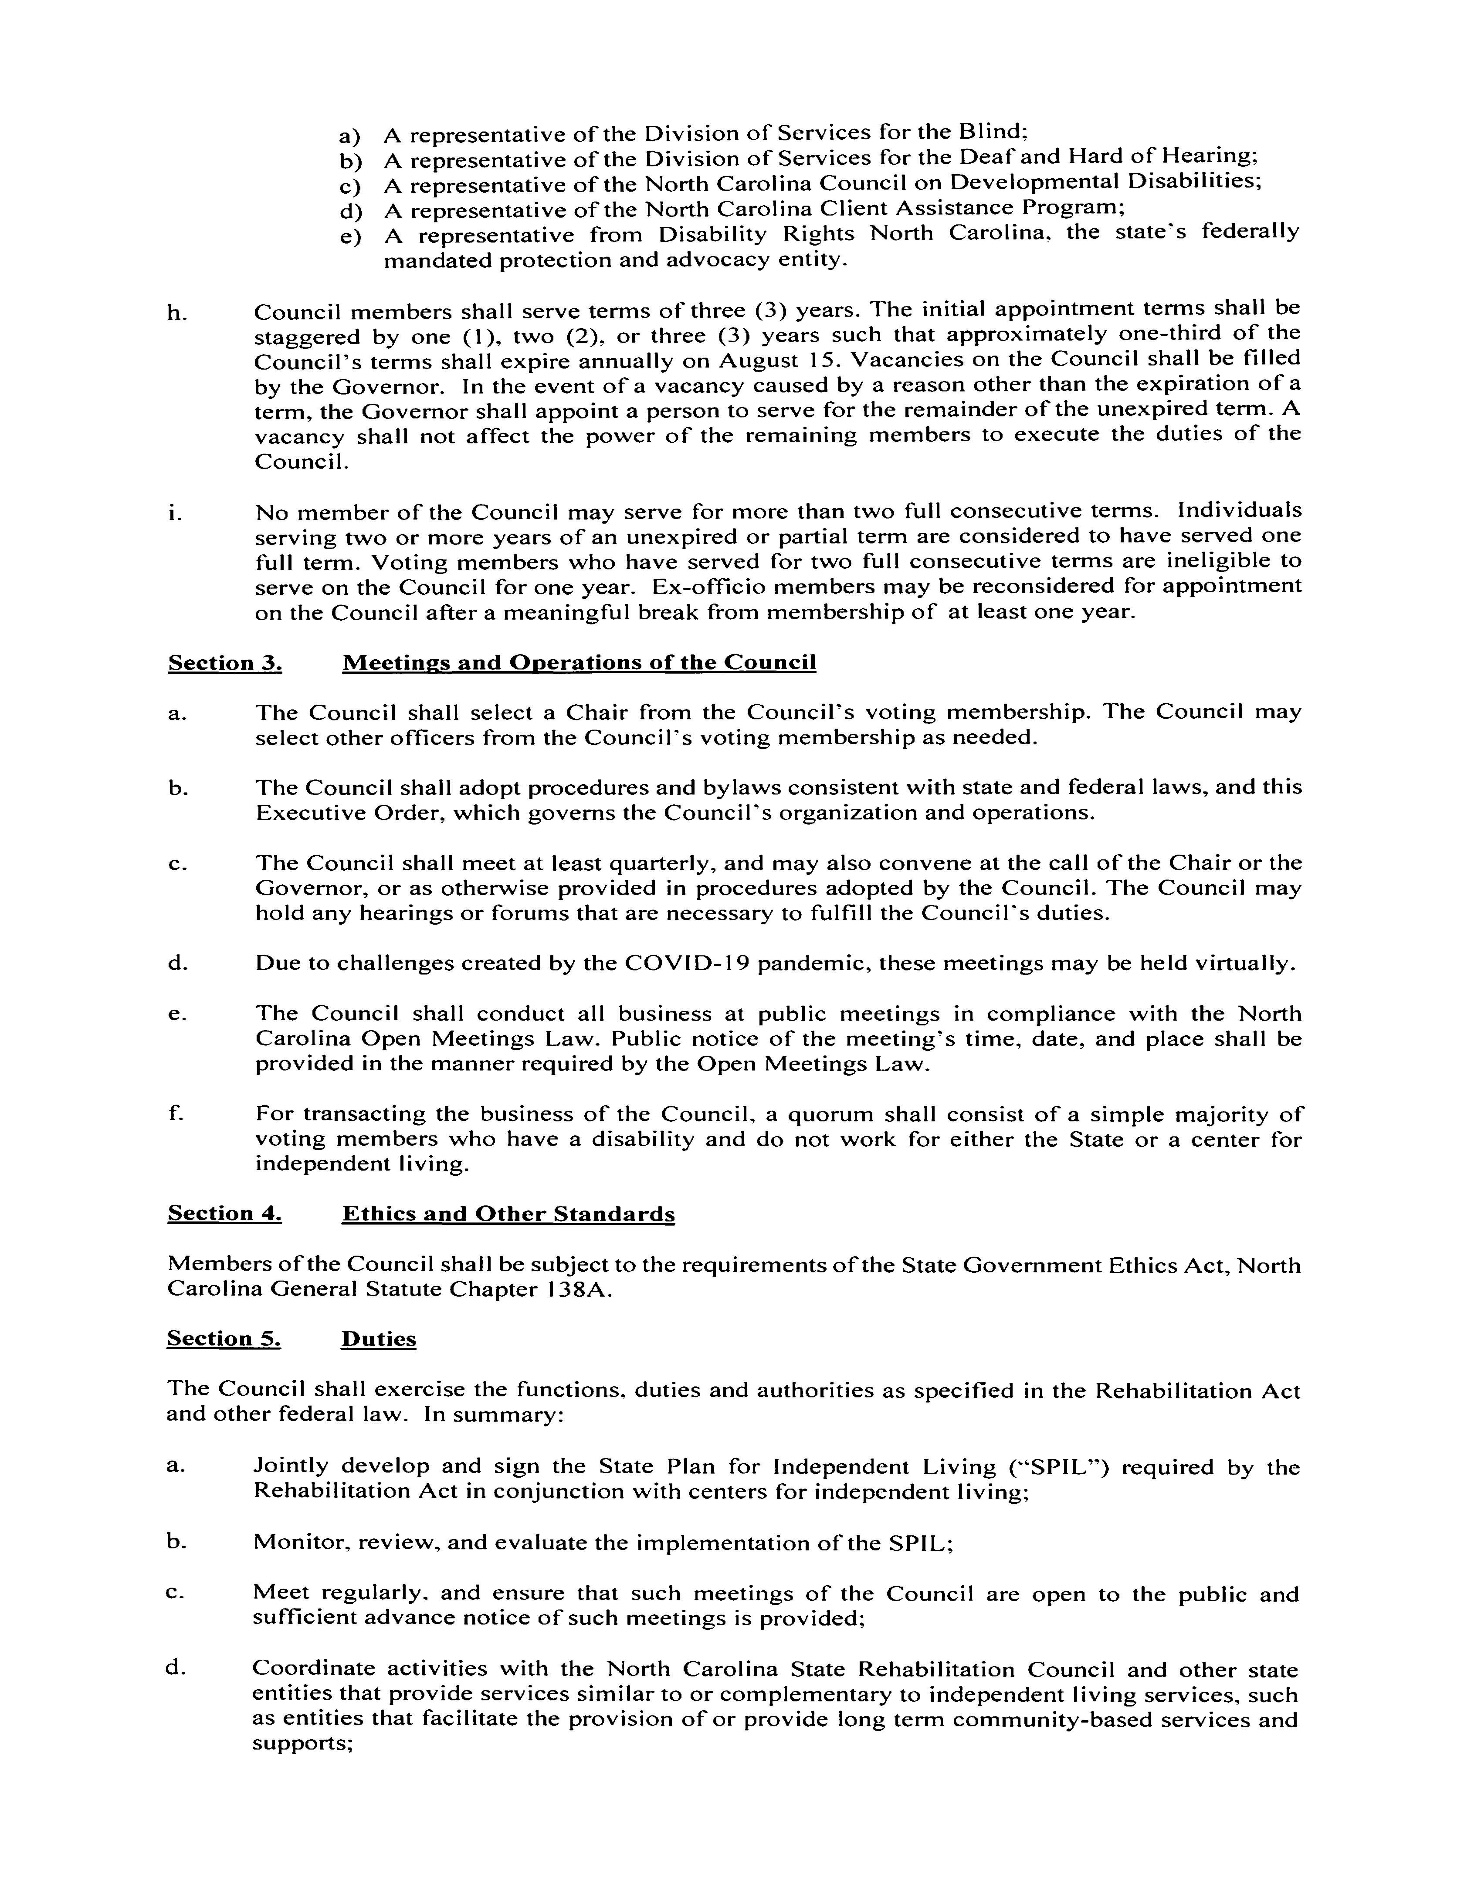 a) A representative of the Division of Services for the Blind;
b) A representative of the Division of Services for the Deaf and Hard of Hearing;
c) A representative of the North Carolina Council on Developmental Disabilities;
d) A representative of the North Carolina Client Assistance Program;
e) A representative from Disability Rights North Carolina, the state's federally
mandated protection and advocacy entity.
h. Council members shall serve terms of three (3) years. The initial appointment terms shall be
staggered by one (1), two (2), or three (3) years such that approximately one-third of the
Council's terms shall expire annually on August 15. Vacancies on the Council shall be filled
by the Governor. In the event of a vacancy caused by a reason other than the expiration of a
term, the Governor shall appoint a person to serve for the remainder of the unexpired term. A
vacancy shall not affect the power of the remaining members to execute the duties of the
Council.
i. No member of the Council may serve for more than two full consecutive terms. Individuals
serving two or more years of an unexpired or partial term are considered to have served one
full term. Voting members who have served for two full consecutive terms are ineligible to
serve on the Council for one year. Ex-officio members may be reconsidered for appointment
on the Council after a meaningful break from membership of at least one year.
Section 3. Meetings and Operations of the Council
a. The Council shall select a Chair from the Council's voting membership. The Council may
select other officers from the Council's voting membership as needed.
b. The Council shall adopt procedures and bylaws consistent with state and federal laws, and this
Executive Order, which governs the Council's organization and operations.
c. The Council shall meet at least quarterly, and may also convene at the call of the Chair or the
Governor, or as otherwise provided in procedures adopted by the Council. The Council may
hold any hearings or forums that are necessary to fulfill the Council's duties.
d. Due to challenges created by the COVID-19 pandemic, these meetings may be held virtually.
e. The Council shall conduct all business at public meetings in compliance with the North
Carolina Open Meetings Law. Public notice of the meeting's time, date, and place shall be
provided in the manner required by the Open Meetings Law.
f. For transacting the business of the Council, a quorum shall consist of a simple majority of
voting members who have a disability and do not work for either the State or a center for
independent living.
Section 4. Ethics and Other Standards
Members of the Council shall be subject to the requirements of the State Government Ethics Act, North
Carolina General Statute Chapter 138A.
Section 5. Duties
The Council shall exercise the functions, duties and authorities as specified in the Rehabilitation Act
and other federal law. In summary:
a. Jointly develop and sign the State Plan for Independent Living (“SPIL”) required by the
Rehabilitation Act in conjunction with centers for independent living;
b. Monitor, review, and evaluate the implementation of the SPIL;
c. Meet regularly, and ensure that such meetings of the Council are open to the public and
sufficient advance notice of such meetings is provided;
d. Coordinate activities with the North Carolina State Rehabilitation Council and other state
entities that provide services similar to or complementary to independent living services, such
as entities that facilitate the provision of or provide long term community-based services and
supports;